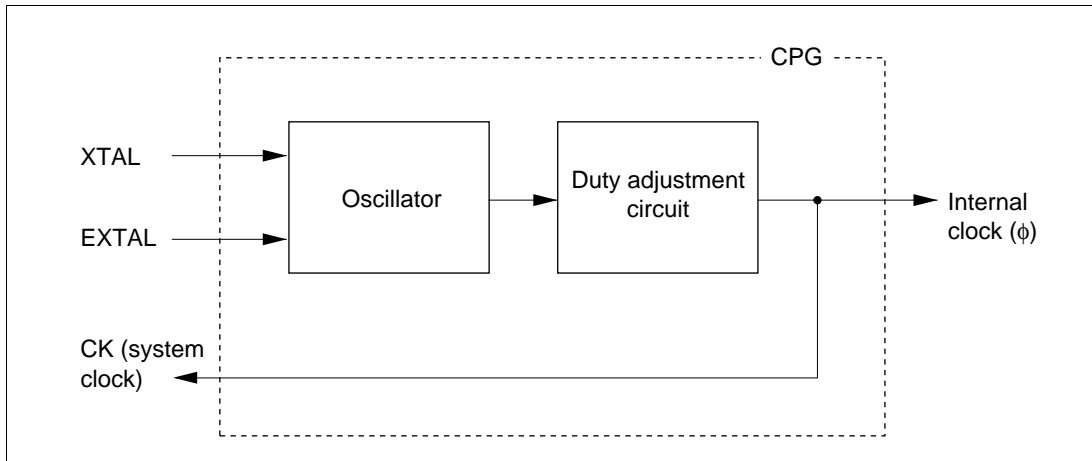 CPG
XTAL
Oscillator
Duty adjustment
circuit
Internal
clock (ϕ)
EXTAL
CK (system
clock)